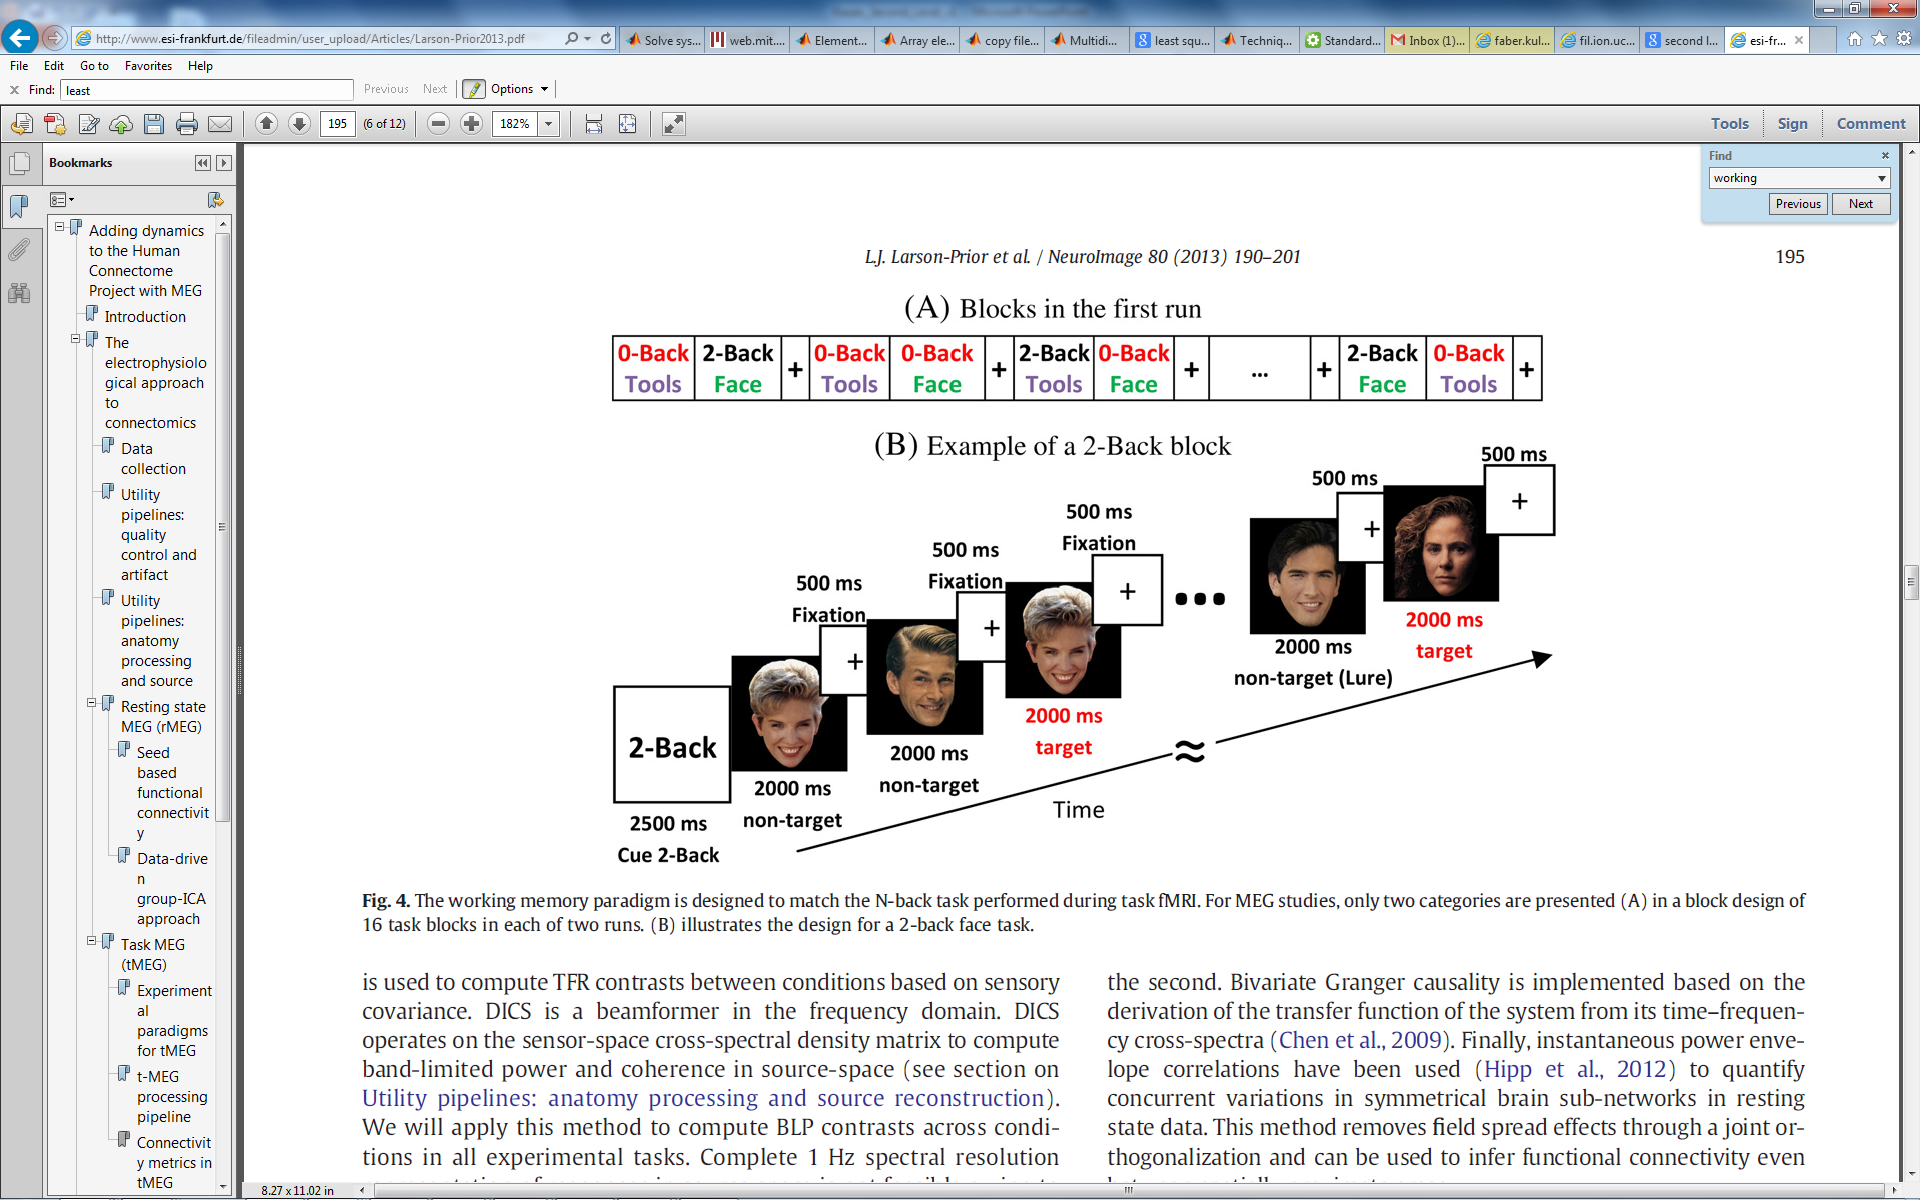 http://www.esi-frankfurt.de/fileadmin/user_upload/Articles/Larson-Prior2013.pdf
Solve sys...
web.mit....
Element...
Array ele...
copy file...
Multidi...
least squ...
Techniq...
Standard...
Inbox (1)...
faber.kul...
fil.ion.uc...
second l...
esi-fr...
File Edit Go to Favorites Help
Find: least Previous Next Options
195 (6 of 12) 182% Tools Sign Comment
Bookmarks
Adding dynamics
to the Human
Connectome
Project with MEG
Introduction
The
electrophysiolo
gical approach
to
connectomics
Data
collection
Utility
pipelines:
quality
control and
artifact
Utility
pipelines:
anatomy
processing
and source
Resting state
MEG (rMEG)
Seed
based
functional
connectivit
y
Data-drive
n
group-ICA
approach
Task MEG
(tMEG)
Experiment
al
paradigms
for tMEG
t-MEG
processing
pipeline
Connectivit
y metrics in
tMEG
8.27 x 11.02 in
Find
working
Previous Next
L.J. Larson-Prior et al. / NeuroImage 80 (2013) 190–201 195
(A) Blocks in the first run
0-Back 2-Back + 0-Back 0-Back + 2-Back 0-Back + ... + 2-Back 0-Back +
Tools Face Tools Face Tools Face Face Tools
(B) Example of a 2-Back block
500 ms
+
500 ms
+
500 ms
Fixation
+
500 ms
Fixation
+
500 ms
Fixation
+
2-Back
2500 ms
Cue 2-Back
2000 ms
non-target
2000 ms
non-target
2000 ms
target
2000 ms
non-target (Lure)
2000 ms
target
≈
Time
Fig. 4. The working memory paradigm is designed to match the N-back task performed during task fMRI. For MEG studies, only two categories are presented (A) in a block design of
16 task blocks in each of two runs. (B) illustrates the design for a 2-back face task.
is used to compute TFR contrasts between conditions based on sensory
covariance. DICS is a beamformer in the frequency domain. DICS
operates on the sensor-space cross-spectral density matrix to compute
band-limited power and coherence in source-space (see section on
Utility pipelines: anatomy processing and source reconstruction).
We will apply this method to compute BLP contrasts across condi-
tions in all experimental tasks. Complete 1 Hz spectral resolution
the second. Bivariate Granger causality is implemented based on the
derivation of the transfer function of the system from its time–frequen-
cy cross-spectra (Chen et al., 2009). Finally, instantaneous power enve-
lope correlations have been used (Hipp et al., 2012) to quantify
concurrent variations in symmetrical brain sub-networks in resting
state data. This method removes field spread effects through a joint or-
thogonalization and can be used to infer functional connectivity even